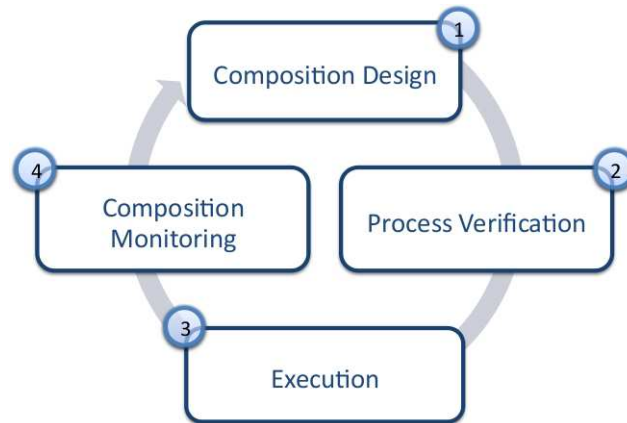 1
Composition Design
2
Process Verification
3
Execution
4
Composition
Monitoring